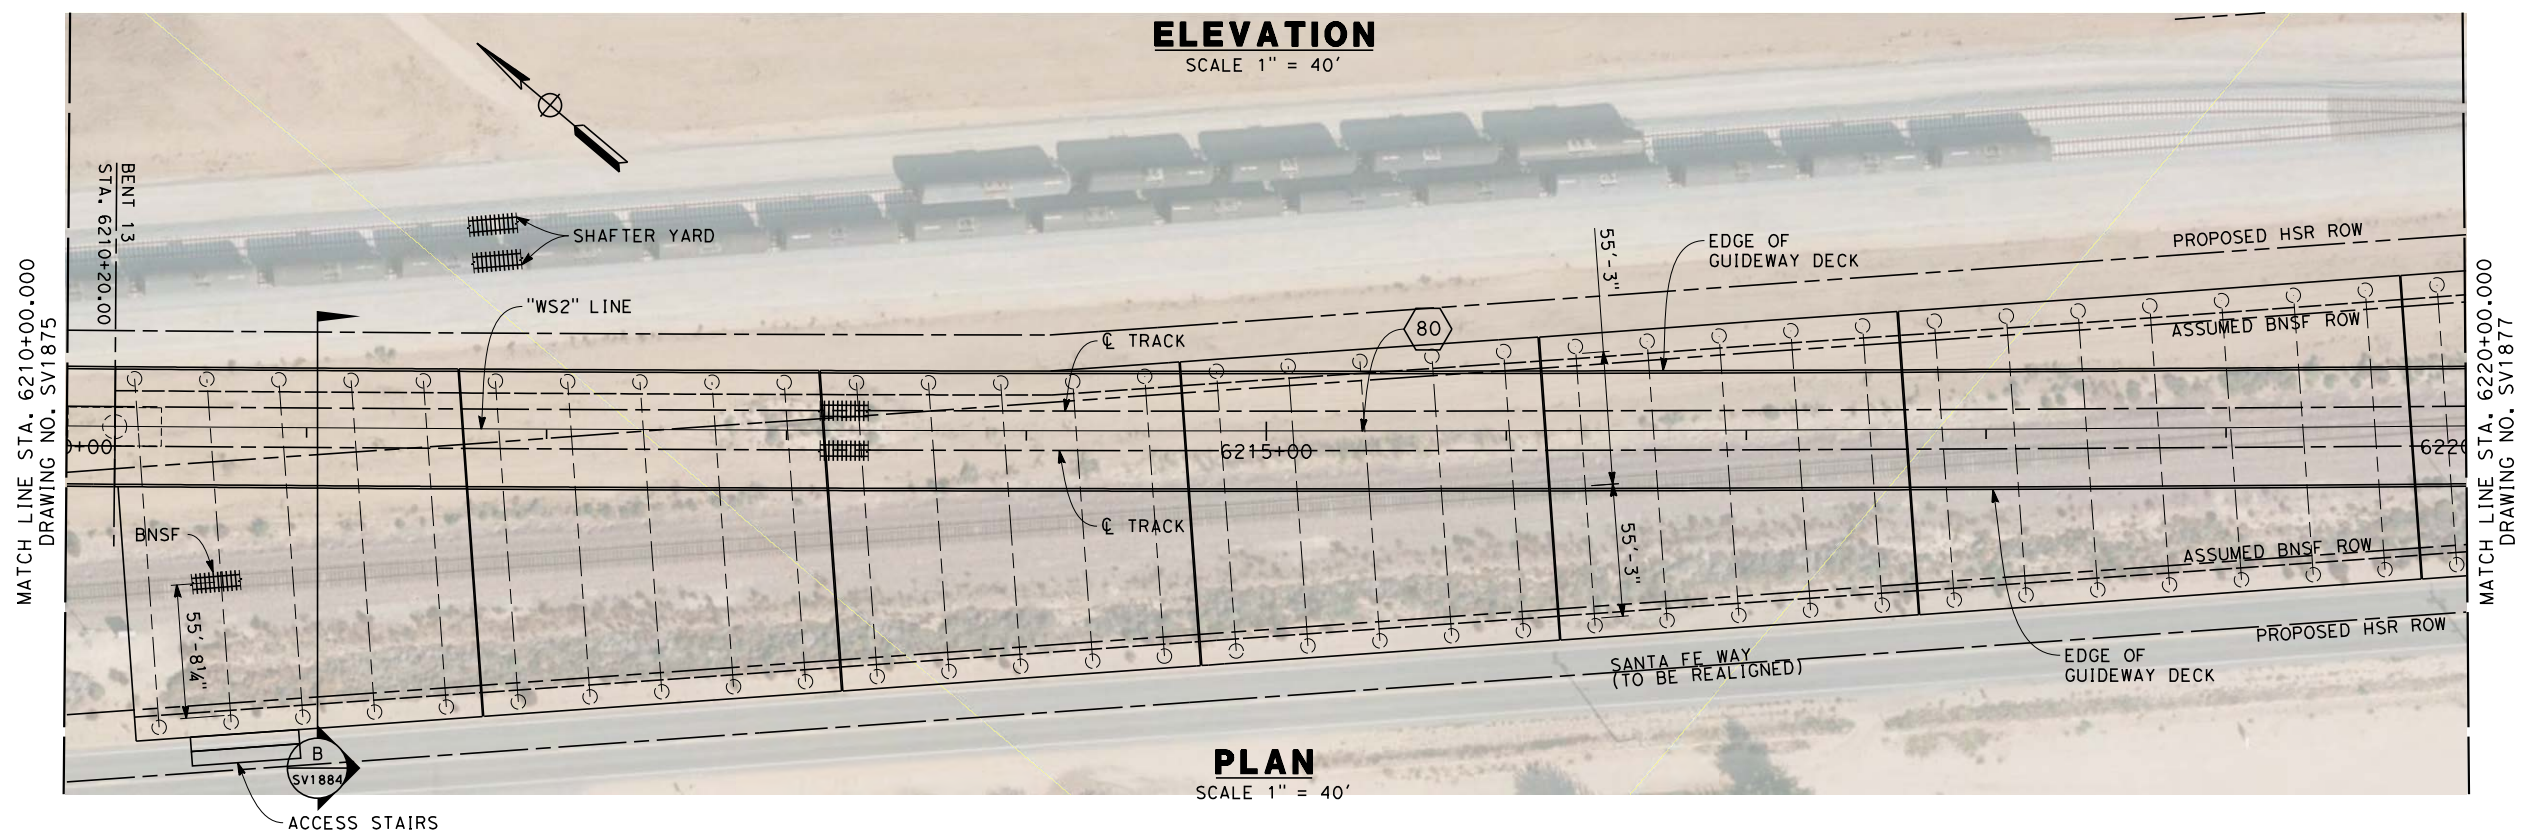 ELEVATION
SCALE 1" = 40'
BENT 13
STA. 6210+20.00
SHAFTER YARD
"WS2" LINE
℄ TRACK
80
55'-3"
EDGE OF
GUIDEWAY DECK
PROPOSED HSR ROW
ASSUMED BNSF ROW
MATCH LINE STA. 6210+00.000
DRAWING NO. SV1875
0+00
6215+00
6220
MATCH LINE STA. 6220+00.000
DRAWING NO. SV1877
BNSF
55'-8¼"
℄ TRACK
55'-3"
ASSUMED BNSF ROW
PROPOSED HSR ROW
SANTA FE WAY
(TO BE REALIGNED)
EDGE OF
GUIDEWAY DECK
B
SV1884
ACCESS STAIRS
PLAN
SCALE 1" = 40'